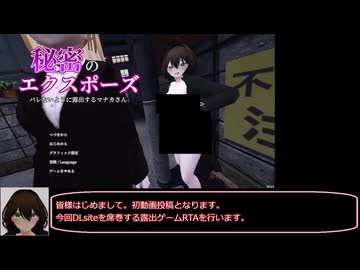 秘密の
エクスポーズ
バレないように露出するマナカさん
つづきから
はじめから
グラフィック設定
言語 / Language
ゲームをやめる
不
注
皆様はじめまして。初動画投稿となります。
今回DLsiteを席巻する露出ゲームRTAを行います。